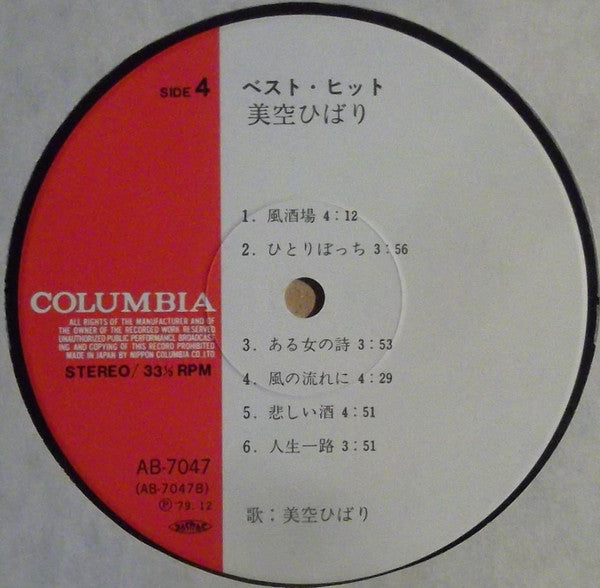 SIDE 4
ベスト・ヒット
美空ひばり
1. 風酒場 4:12
2. ひとりぼっち 3:56
COLUMBIA
ALL RIGHTS OF THE MANUFACTURER AND OF
THE OWNER OF THE RECORDED WORK RESERVED
UNAUTHORIZED PUBLIC PERFORMANCE, BROADCAST-
ING AND COPYING OF THIS RECORD PROHIBITED
MADE IN JAPAN BY NIPPON COLUMBIA CO.,LTD
STEREO/33⅓ RPM
3. ある女の詩 3:53
4. 風の流れに 4:29
5. 悲しい酒 4:51
6. 人生一路 3:51
AB-7047
(AB-7047B)
Ⓟ '79.12
歌:美空ひばり